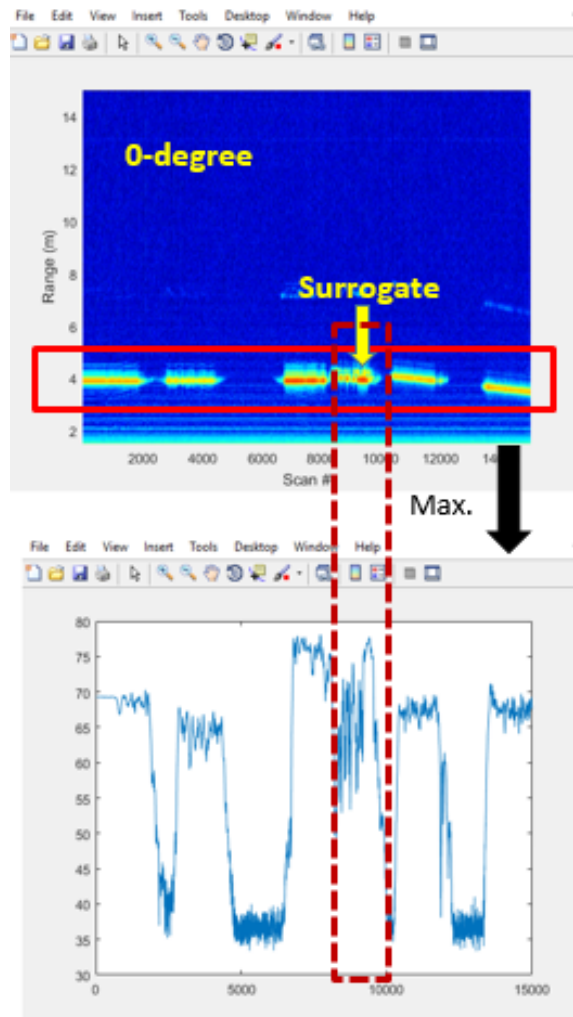 File Edit View Insert Tools Desktop Window Help
14
12
10
8
6
4
2
Range (m)
0-degree
Surrogate
2000 4000 6000 8000 10000 12000
Scan #
Max.
File Edit View Insert Tools Desktop Window Help
80
75
70
65
60
55
50
45
40
35
30
0 5000 10000 15000